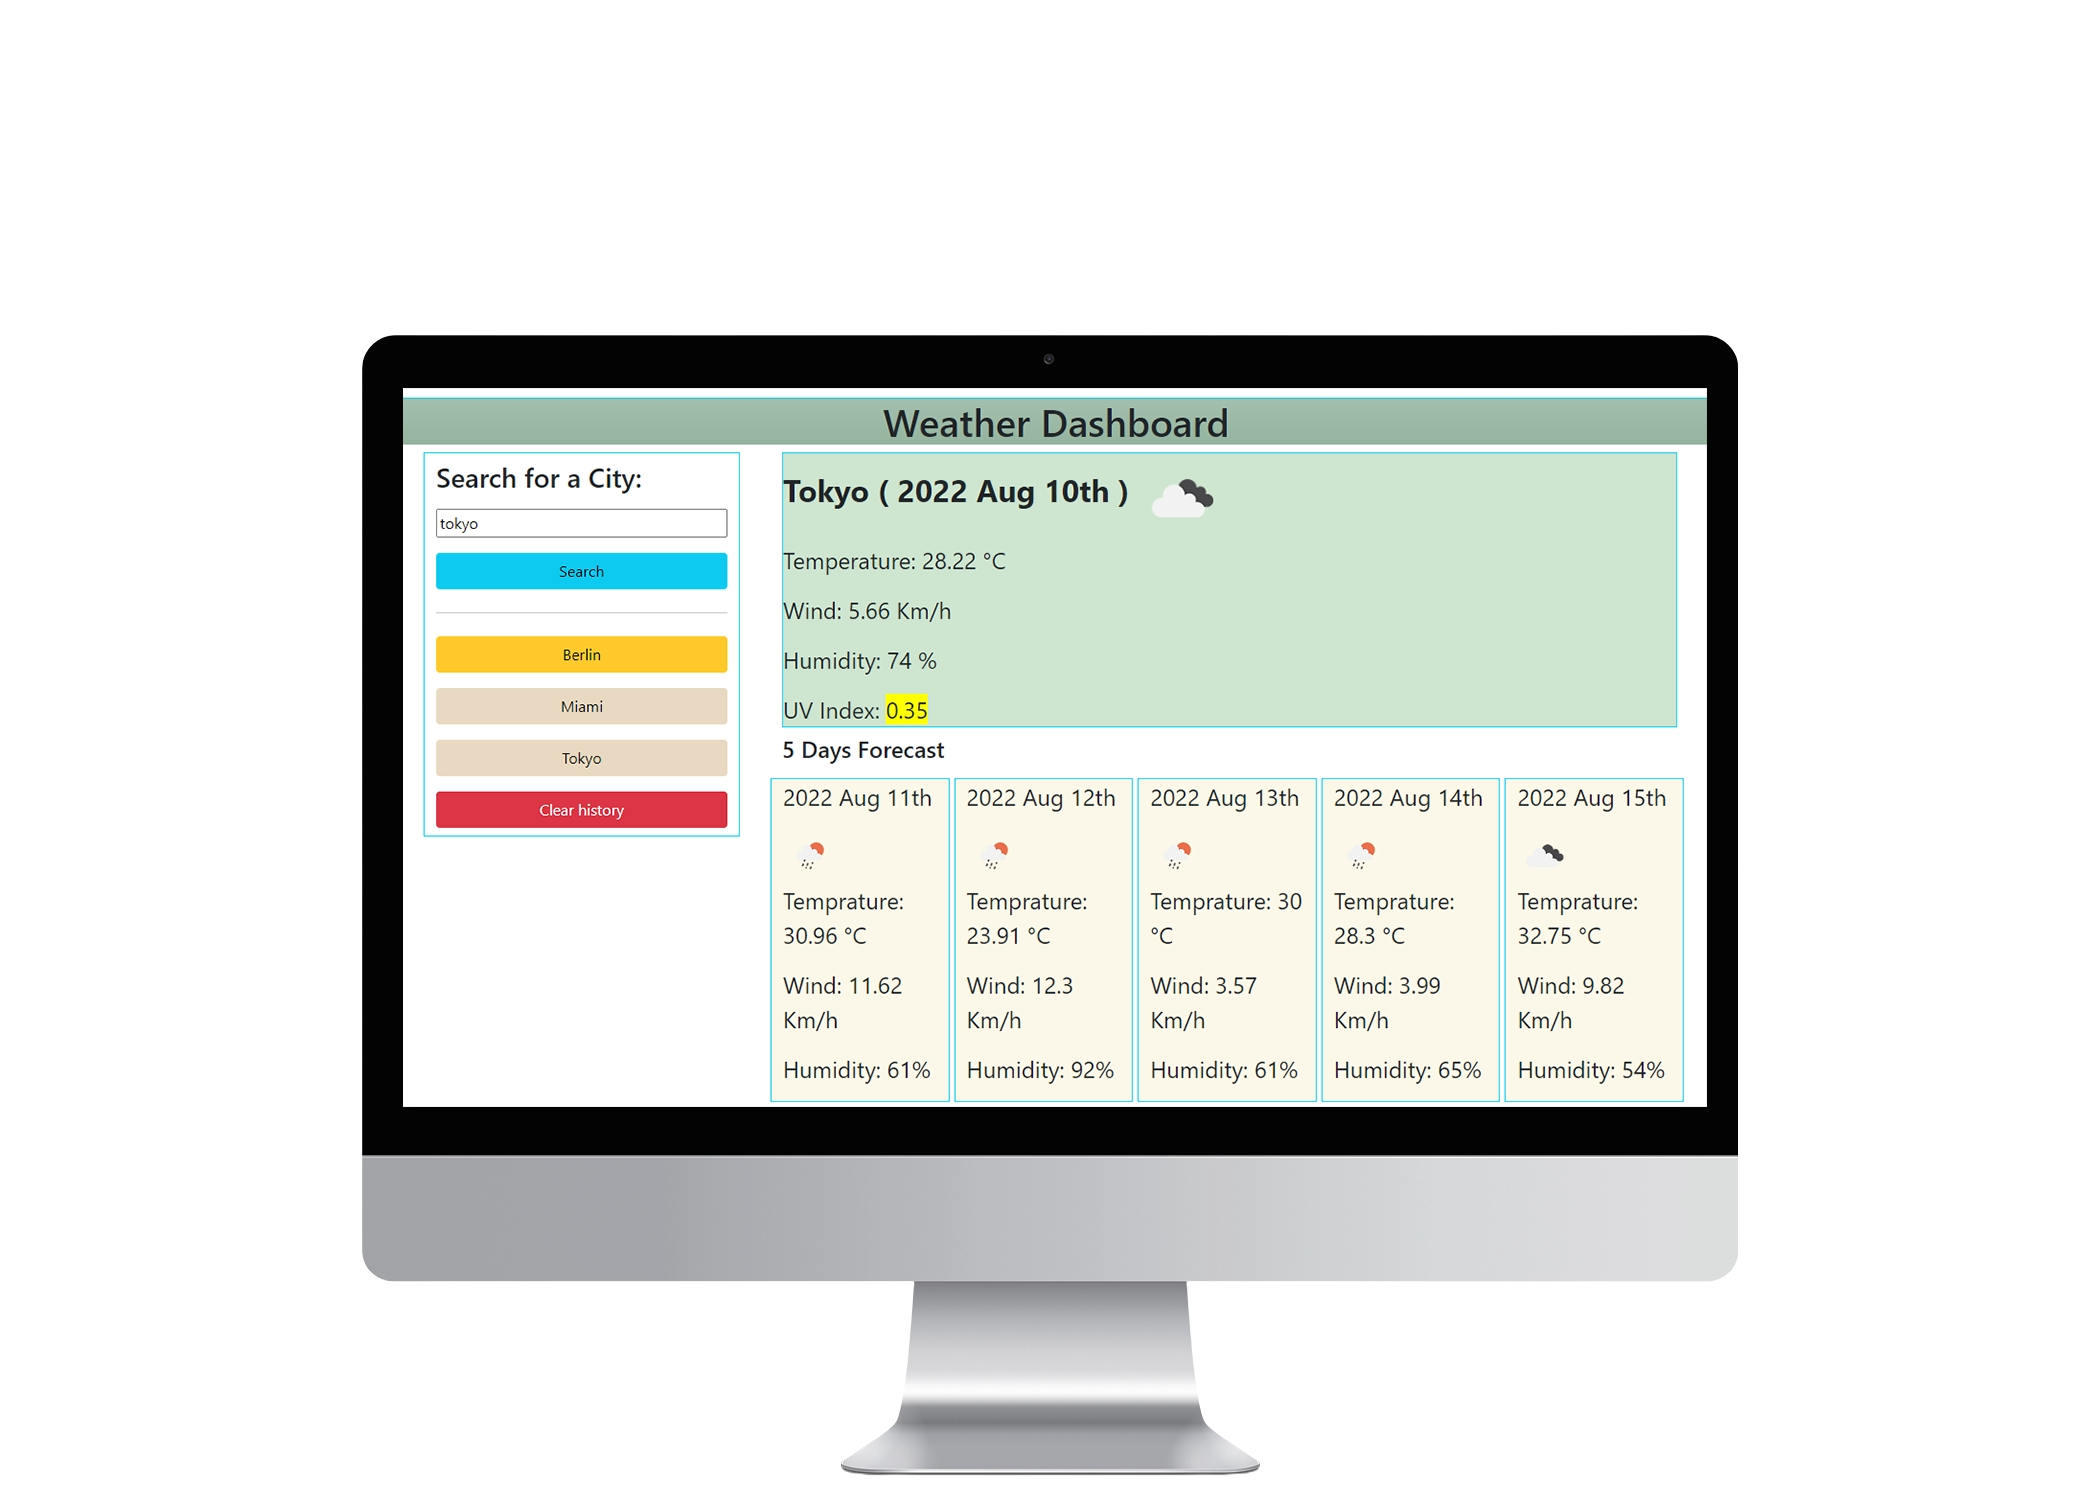 Weather Dashboard
Search for a City:
tokyo
Search
Berlin
Miami
Tokyo
Clear history
Tokyo ( 2022 Aug 10th )
Temperature: 28.22 °C
Wind: 5.66 Km/h
Humidity: 74 %
UV Index: 0.35
5 Days Forecast
2022 Aug 11th
Temprature:
30.96 °C
Wind: 11.62
Km/h
Humidity: 61%
2022 Aug 12th
Temprature:
23.91 °C
Wind: 12.3
Km/h
Humidity: 92%
2022 Aug 13th
Temprature: 30
°C
Wind: 3.57
Km/h
Humidity: 61%
2022 Aug 14th
Temprature:
28.3 °C
Wind: 3.99
Km/h
Humidity: 65%
2022 Aug 15th
Temprature:
32.75 °C
Wind: 9.82
Km/h
Humidity: 54%